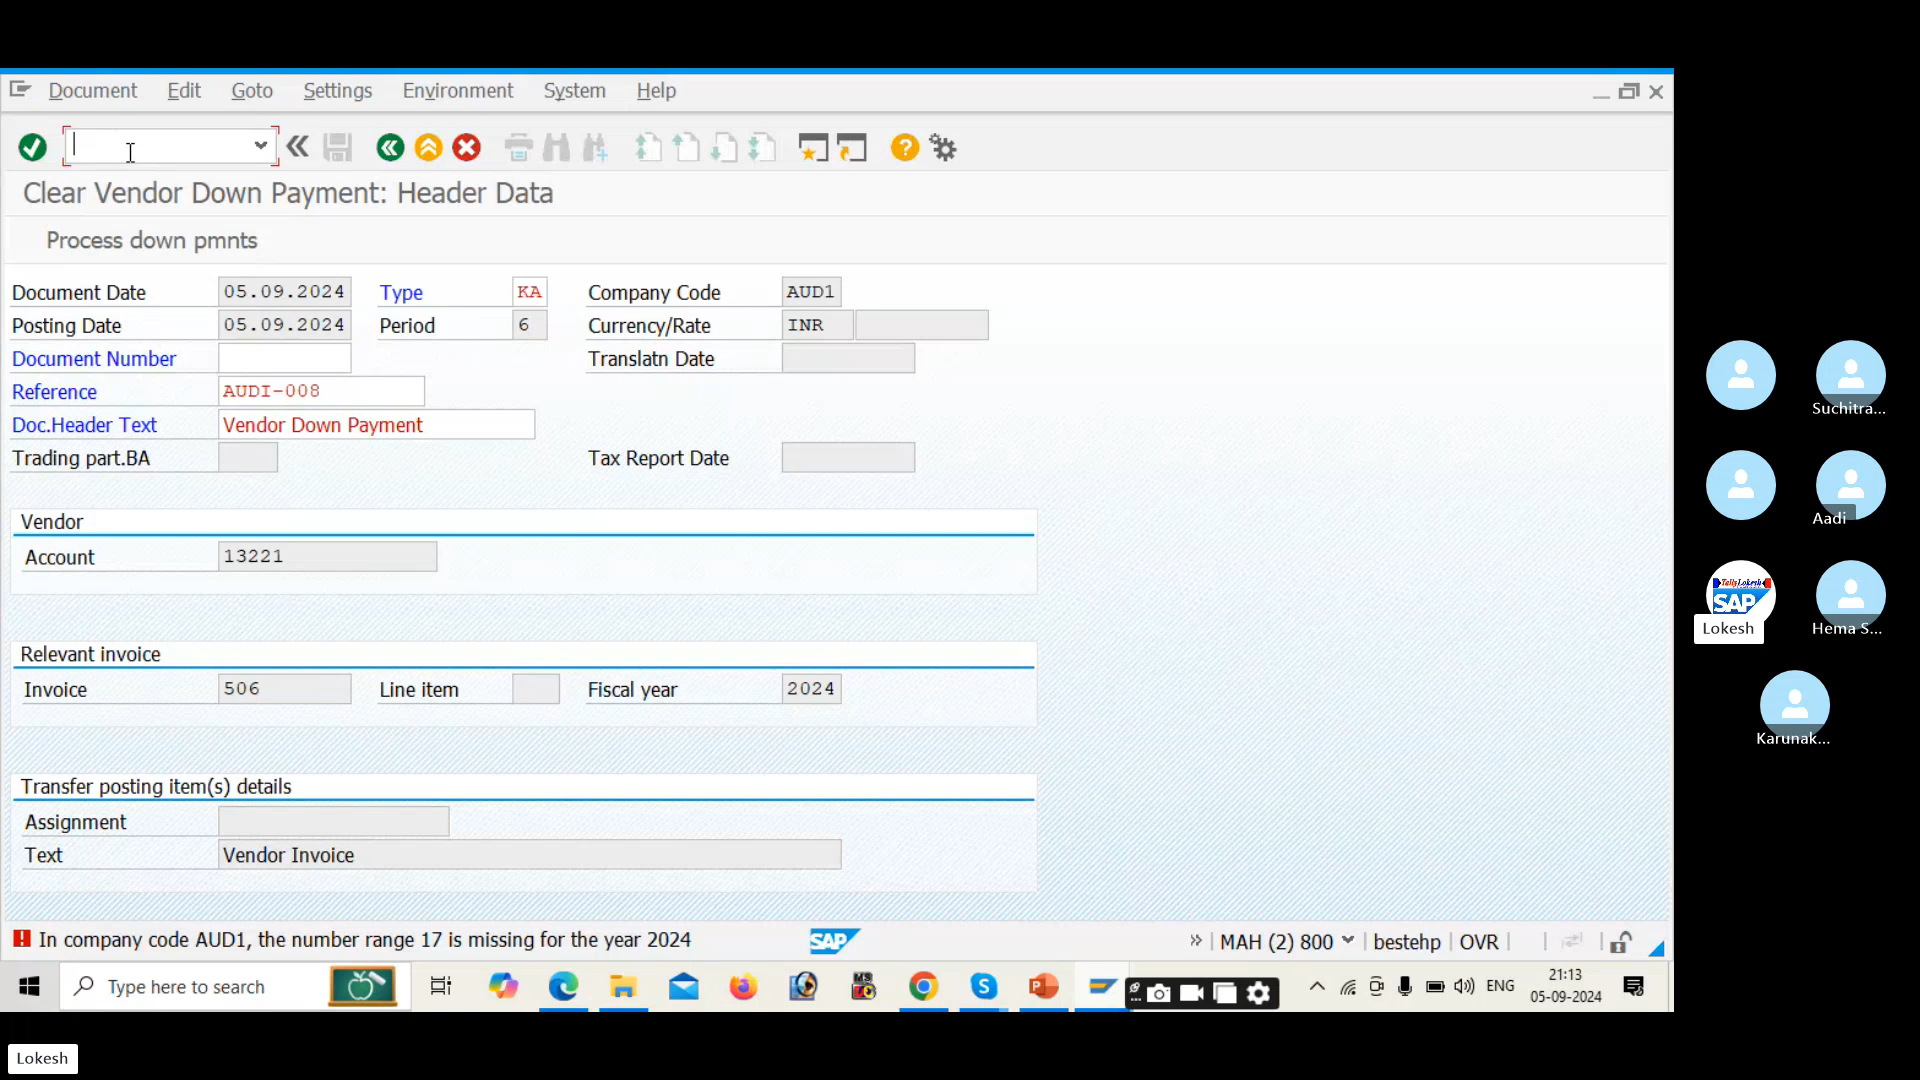 Document Edit Goto Settings Environment System Help
Clear Vendor Down Payment: Header Data
Process down pmnts
Document Date 05.09.2024 Type KA Company Code AUD1
Posting Date 05.09.2024 Period 6 Currency/Rate INR
Document Number Translatn Date
Reference AUDI-008
Doc.Header Text Vendor Down Payment
Trading part.BA Tax Report Date
Vendor
Account 13221
Relevant invoice
Invoice 506 Line item Fiscal year 2024
Transfer posting item(s) details
Assignment
Text Vendor Invoice
In company code AUD1, the number range 17 is missing for the year 2024
SAP
MAH (2) 800 bestehp OVR
Type here to search
MS
S
P
ENG
21:13
05-09-2024
Suchitra...
Aadi
Tally Lokesh
SAP
Lokesh
Hema S...
Karunak...
Lokesh